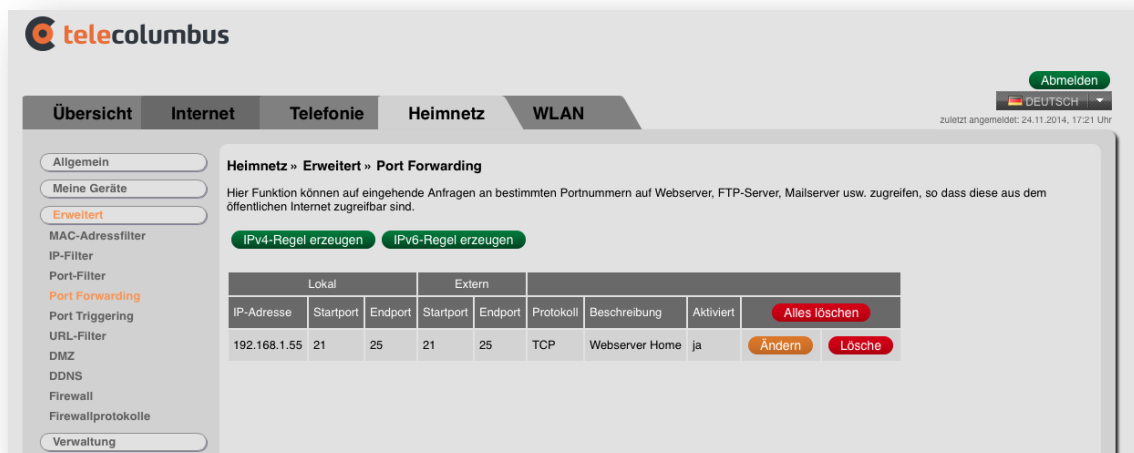 telecolumbus
Abmelden
DEUTSCH
zuletzt angemeldet: 24.11.2014, 17:21 Uhr
Übersicht Internet Telefonie Heimnetz WLAN
Allgemein
Meine Geräte
Erweitert
MAC-Adressfilter
IP-Filter
Port-Filter
Port Forwarding
Port Triggering
URL-Filter
DMZ
DDNS
Firewall
Firewallprotokolle
Verwaltung
Heimnetz » Erweitert » Port Forwarding
Hier Funktion können auf eingehende Anfragen an bestimmten Portnummern auf Webserver, FTP-Server, Mailserver usw. zugreifen, so dass diese aus dem
öffentlichen Internet zugreifbar sind.
IPv4-Regel erzeugen IPv6-Regel erzeugen
Lokal Extern
IP-Adresse Startport Endport Startport Endport Protokoll Beschreibung Aktiviert Alles löschen
192.168.1.55 21 25 21 25 TCP Webserver Home ja Ändern Lösche